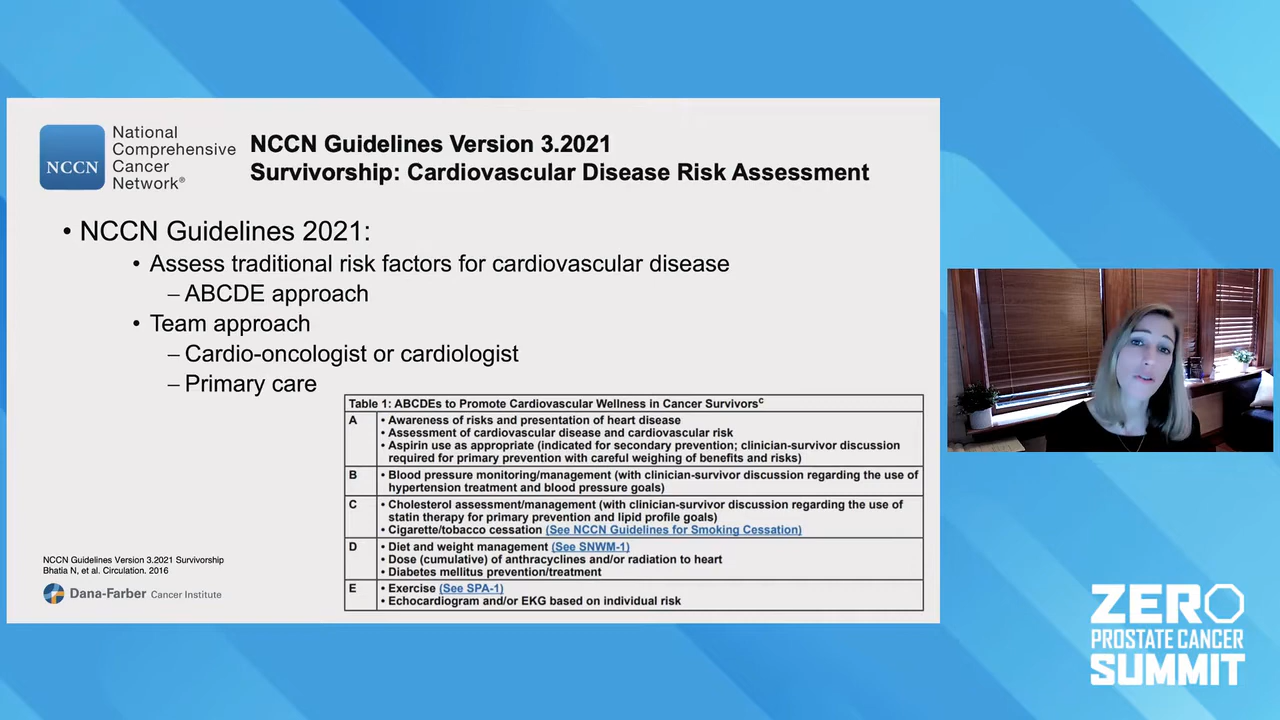 NCCN
National
Comprehensive
Cancer
Network®
NCCN Guidelines Version 3.2021
Survivorship: Cardiovascular Disease Risk Assessment
• NCCN Guidelines 2021:
• Assess traditional risk factors for cardiovascular disease
– ABCDE approach
• Team approach
– Cardio-oncologist or cardiologist
– Primary care
Table 1: ABCDEs to Promote Cardiovascular Wellness in Cancer Survivorsᶜ
A • Awareness of risks and presentation of heart disease
• Assessment of cardiovascular disease and cardiovascular risk
• Aspirin use as appropriate (indicated for secondary prevention; clinician-survivor discussion
required for primary prevention with careful weighing of benefits and risks)
B • Blood pressure monitoring/management (with clinician-survivor discussion regarding the use of
hypertension treatment and blood pressure goals)
C • Cholesterol assessment/management (with clinician-survivor discussion regarding the use of
statin therapy for primary prevention and lipid profile goals)
• Cigarette/tobacco cessation (See NCCN Guidelines for Smoking Cessation)
D • Diet and weight management (See SNWM-1)
• Dose (cumulative) of anthracyclines and/or radiation to heart
• Diabetes mellitus prevention/treatment
E • Exercise (See SPA-1)
• Echocardiogram and/or EKG based on individual risk
NCCN Guidelines Version 3.2021 Survivorship
Bhatia N, et al. Circulation. 2016
Dana-Farber Cancer Institute
ZERO
PROSTATE CANCER
SUMMIT